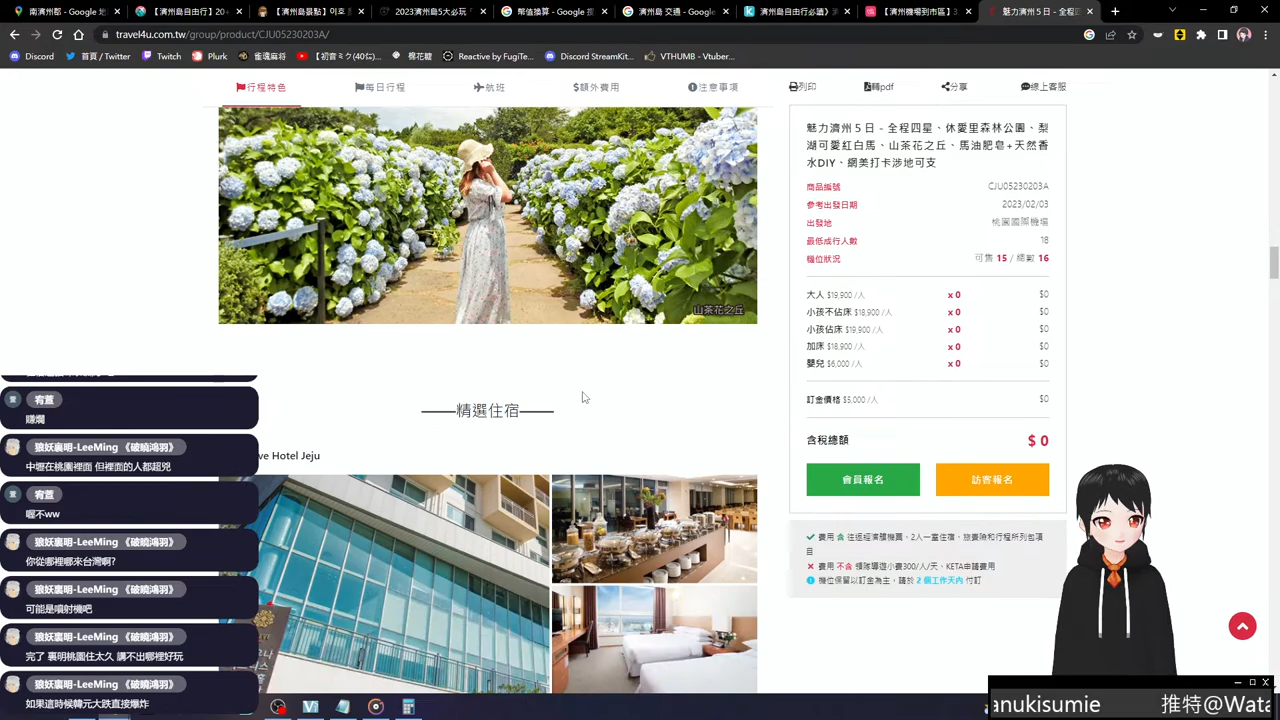 南投 - Google 地
【濟州島自由行】20+
【濟州島景點】이호
2023濟州島5大必玩「
幣值換算 - Google 搜
濟州島 交通 - Google
濟州島自由行必讀》
【濟州機場到市區】3
魅力濟州５日 - 全程四
travel4u.com.tw/group/product/CJU05230203A/
Discord
首頁 / Twitter
Twitch
Plurk
雀魂麻将
【初音ミク(40㍍)...
棉花糖
Reactive by FugiTe...
Discord StreamKit...
VTHUMB - Vtuber...
行程特色
每日行程
航班
額外費用
注意事項
列印
轉pdf
分享
線上客服
山茶花之丘
魅力濟州５日 - 全程四星、休愛里森林公園、梨
湖可愛紅白馬、山茶花之丘、馬油肥皂+天然香
水DIY、網美打卡涉地可支
商品編號 CJU05230203A
參考出發日期 2023/02/03
出發地 桃園國際機場
最低成行人數 18
機位狀況 可售 15 / 總數 16
大人 $19,900 /人 x 0 $0
小孩不佔床 $18,900 /人 x 0 $0
小孩佔床 $19,900 /人 x 0 $0
加床 $18,900 /人 x 0 $0
嬰兒 $6,000 /人 x 0 $0
訂金價格 $5,000 /人 $0
含稅總額 $ 0
會員報名
訪客報名
費用 含 往返經濟艙機票、2人一室住宿、旅責險和行程所列包項
目
費用 不含 領隊導遊小費300/人/天、KETA申請費用
機位保留以訂金為主，請於 2 個工作天內 付訂
精選住宿
ve Hotel Jeju
宥萱
賺爛
狼妖裏明-LeeMing 《破曉鴻羽》
中壢在桃園裡面 但裡面的人都超兇
宥萱
喔不ww
狼妖裏明-LeeMing 《破曉鴻羽》
你從哪裡哪來台灣啊?
狼妖裏明-LeeMing 《破曉鴻羽》
可能是噴射機吧
狼妖裏明-LeeMing 《破曉鴻羽》
完了 裏明桃園住太久 講不出哪裡好玩
狼妖裏明-LeeMing 《破曉鴻羽》
如果這時候韓元大跌直接爆炸
anukisumie 推特@Wata